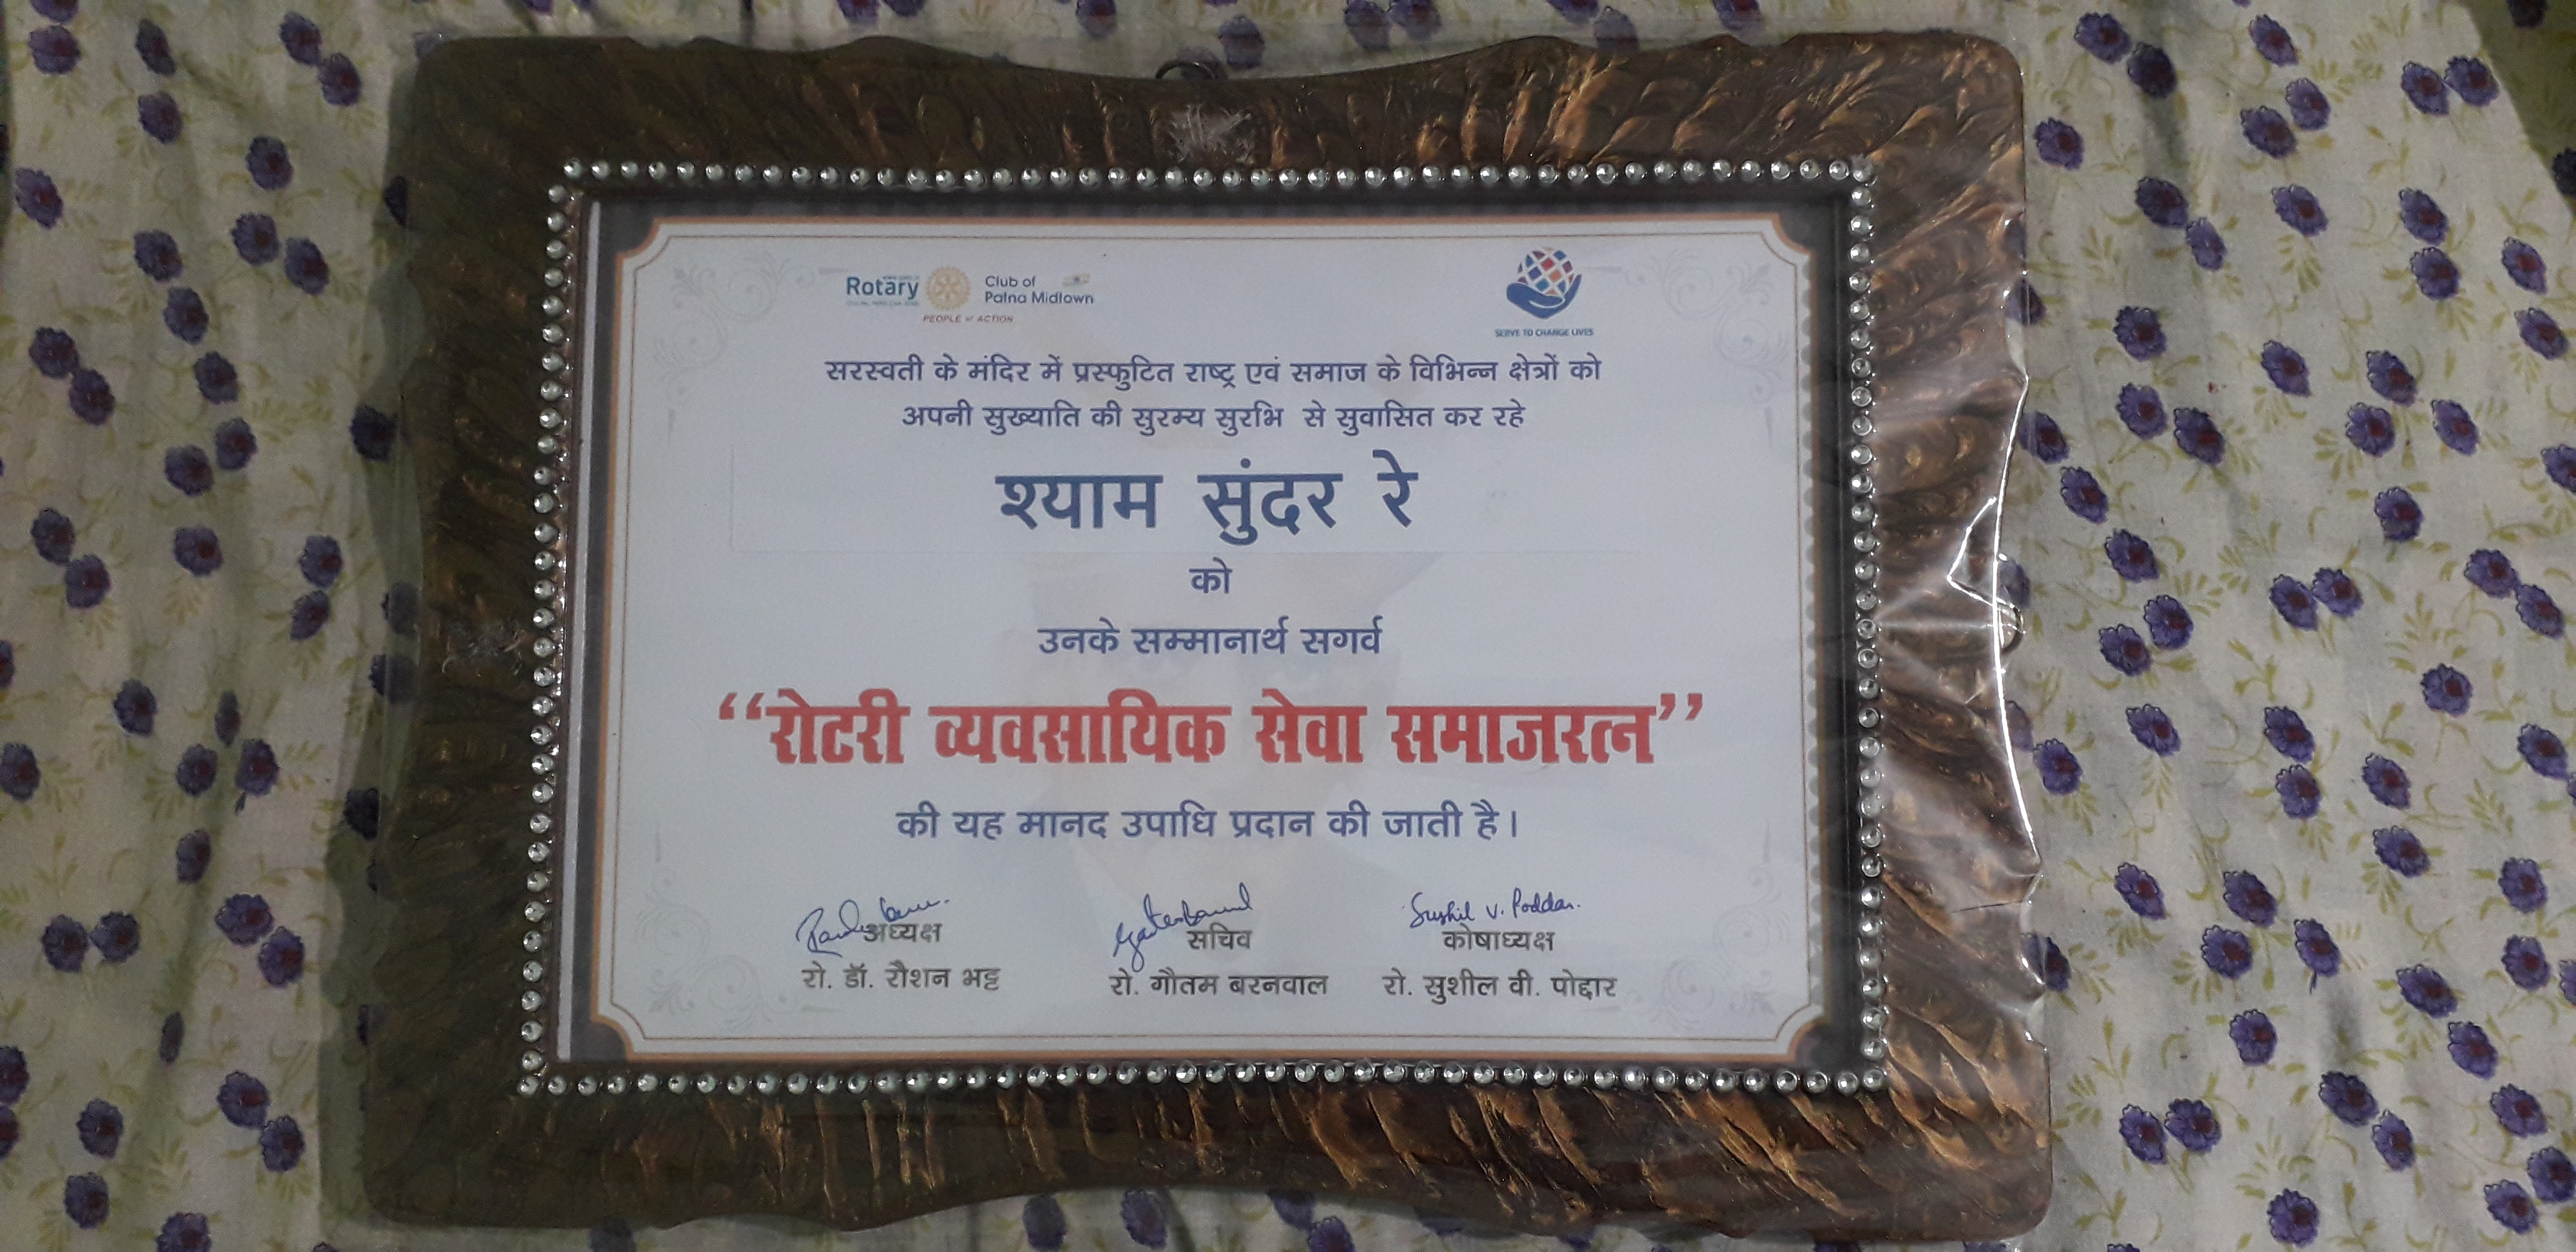 Rotary
Club of
Patna Midtown
PEOPLE of ACTION
SERVE TO CHANGE LIVES
सरस्वती के मंदिर में प्रस्फुटित राष्ट्र एवं समाज के विभिन्न क्षेत्रों को
अपनी सुख्याति की सुरम्य सुरभि से सुवासित कर रहे
श्याम सुंदर रे
को
उनके सम्मानार्थ सगर्व
“रोटरी व्यवसायिक सेवा समाजरत्न”
की यह मानद उपाधि प्रदान की जाती है।
Sushil V. Poddar.
अध्यक्ष सचिव कोषाध्यक्ष
रो. डॉ. रौशन भट्ट रो. गौतम बरनवाल रो. सुशील वी. पोद्दार